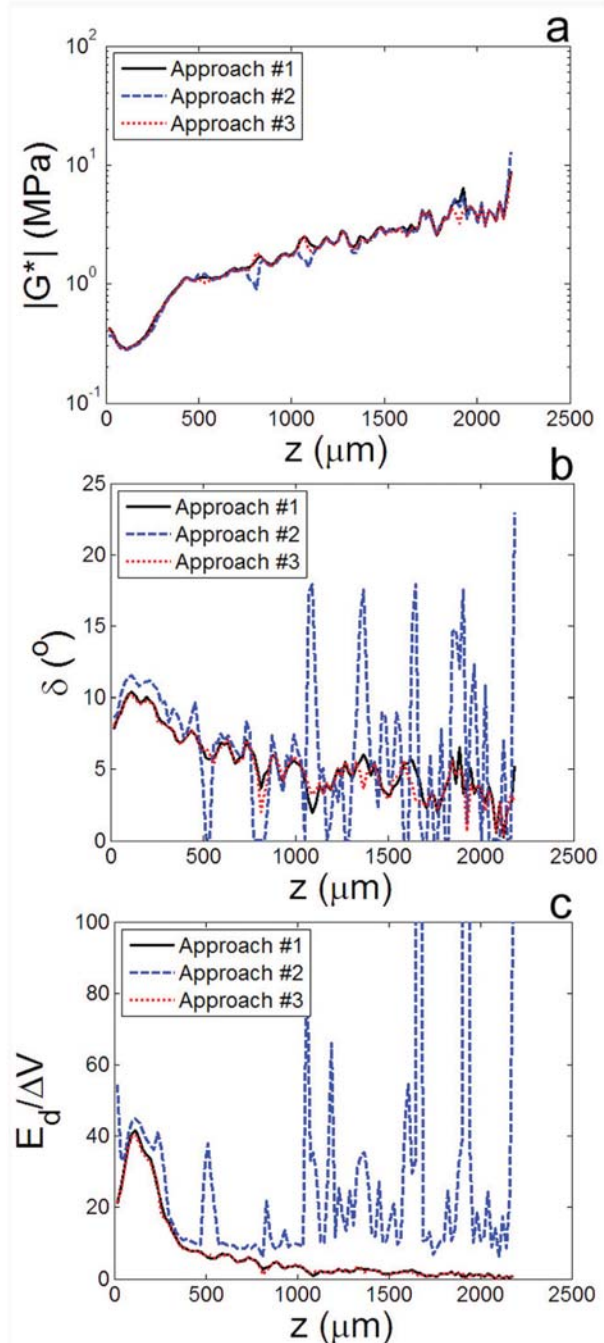 a
|G*| (MPa)
10^2
10^1
10^0
10^-1
Approach #1
Approach #2
Approach #3
0 500 1000 1500 2000 2500
z (μm)
b
δ (°)
25
20
15
10
5
0
Approach #1
Approach #2
Approach #3
0 500 1000 1500 2000 2500
z (μm)
c
E_d/ΔV
100
80
60
40
20
0
Approach #1
Approach #2
Approach #3
0 500 1000 1500 2000 2500
z (μm)